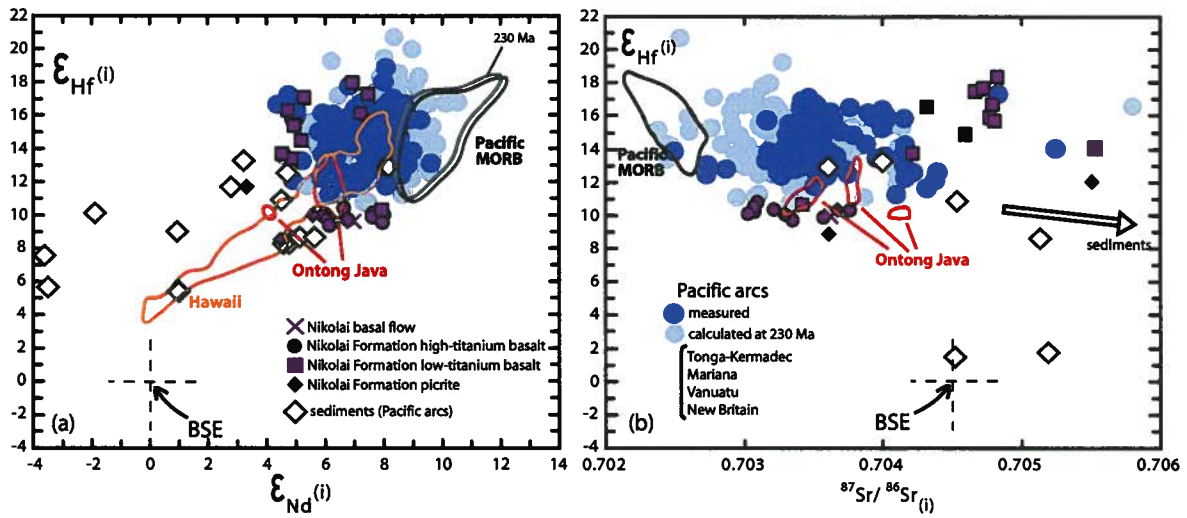 22
20
18
16
14
12
10
8
6
4
2
0
-2
-4
εHf(i)
230 Ma
Pacific
MORB
Ontong Java
Hawaii
Nikolai basal flow
Nikolai Formation high-titanium basalt
Nikolai Formation low-titanium basalt
Nikolai Formation picrite
sediments (Pacific arcs)
(a)
BSE
-4 -2 0 2 4 6 8 10 12 14
εNd(i)
22
20
18
16
14
12
10
8
6
4
2
0
-2
-4
εHf(i)
Pacific
MORB
sediments
Ontong Java
Pacific arcs
measured
calculated at 230 Ma
Tonga-Kermadec
Mariana
Vanuatu
New Britain
(b)
BSE
0.702 0.703 0.704 0.705 0.706
87Sr/ 86Sr(i)